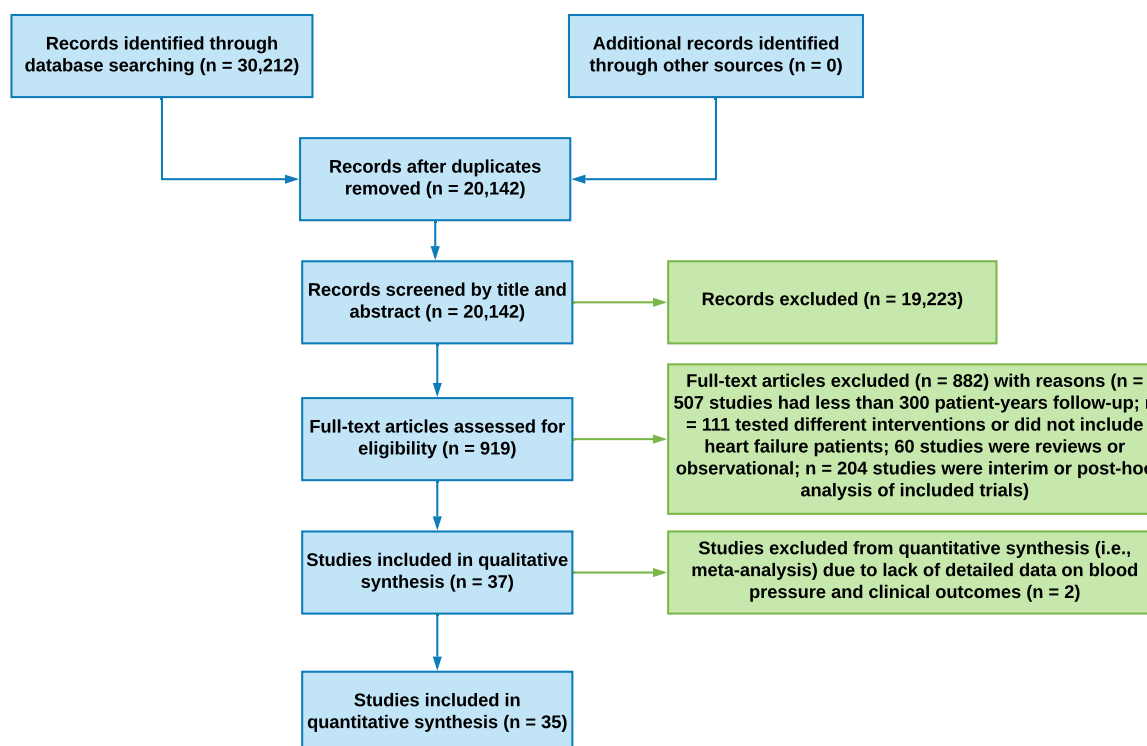 Records identified through
database searching (n = 30,212)
Additional records identified
through other sources (n = 0)
Records after duplicates
removed (n = 20,142)
Records screened by title and
abstract (n = 20,142)
Records excluded (n = 19,223)
Full-text articles assessed for
eligibility (n = 919)
Full-text articles excluded (n = 882) with reasons (n =
507 studies had less than 300 patient-years follow-up;
= 111 tested different interventions or did not include
heart failure patients; 60 studies were reviews or
observational; n = 204 studies were interim or
analysis of included trials)
Studies included in qualitative
synthesis (n = 37)
Studies excluded from quantitative synthesis (i.e.,
meta-analysis) due to lack of detailed data on blood
pressure and clinical outcomes (n = 2)
Studies included in
quantitative synthesis (n = 35)